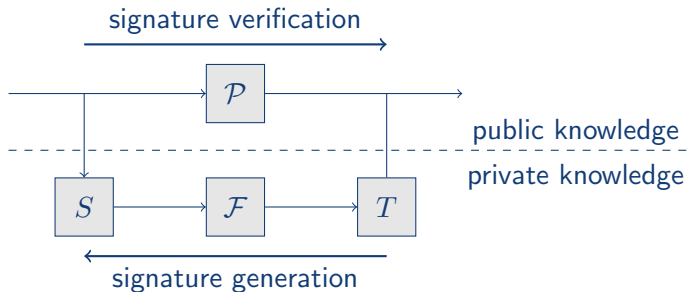 signature verification
𝒫
public knowledge
private knowledge
S ℱ T
signature generation